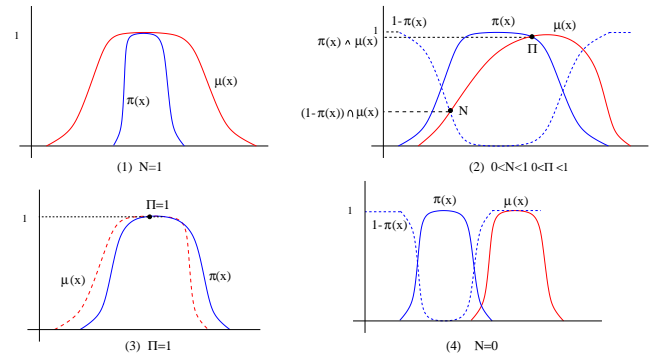 1
μ(x)
π(x)
(1) N=1
1
1-π(x)
π(x)
μ(x)
π(x) ∧ μ(x)
Π
(1-π(x)) ∩ μ(x)
N
(2) 0<N<1 0<Π<1
Π=1
1
μ(x)
π(x)
(3) Π=1
π(x)
μ(x)
1
1-π(x)
(4) N=0